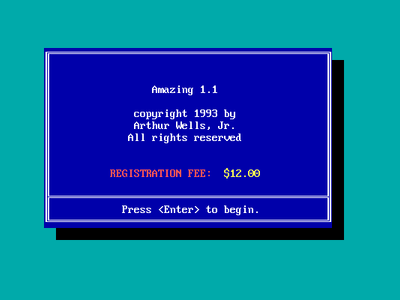 Amazing 1.1
copyright 1993 by
Arthur Wells, Jr.
All rights reserved
REGISTRATION FEE: $12.00
Press <Enter> to begin.